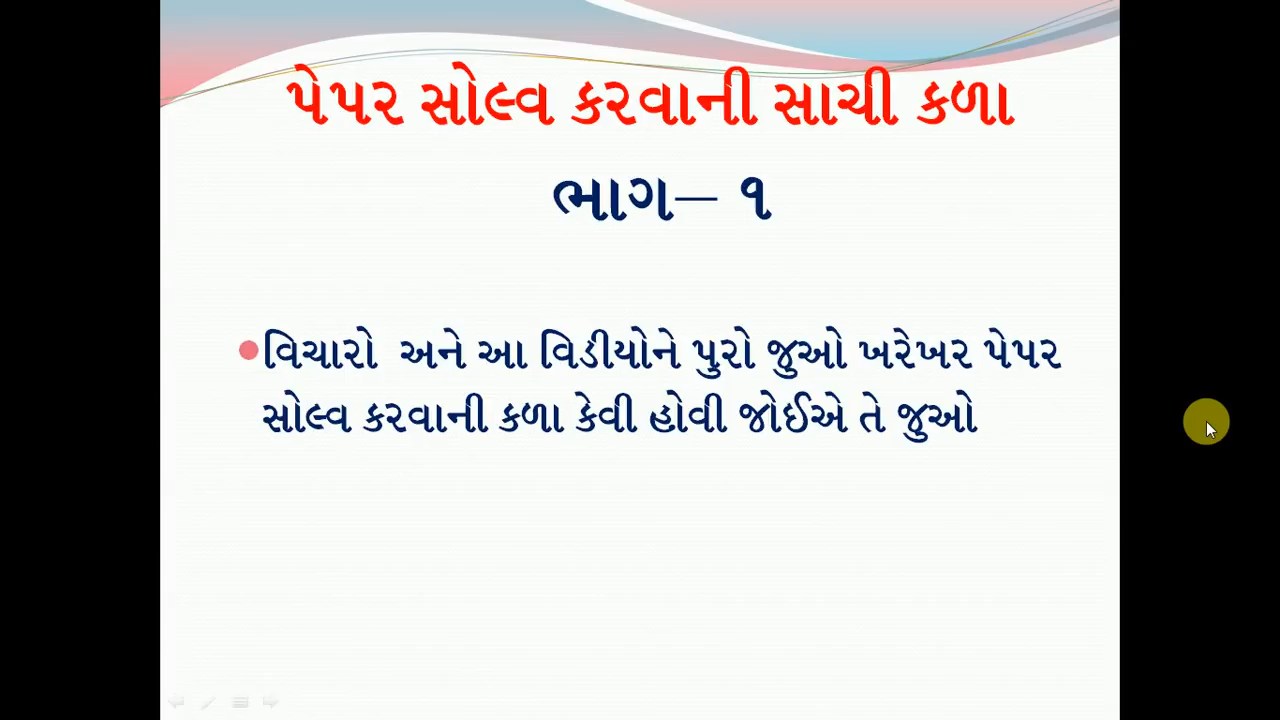 પેપર સોલ્વ કરવાની સાચી કળા
ભાગ– ૧
વિચારો અને આ વિડીયોને પુરો જુઓ ખરેખર પેપર
સોલ્વ કરવાની કળા કેવી હોવી જોઈએ તે જુઓ